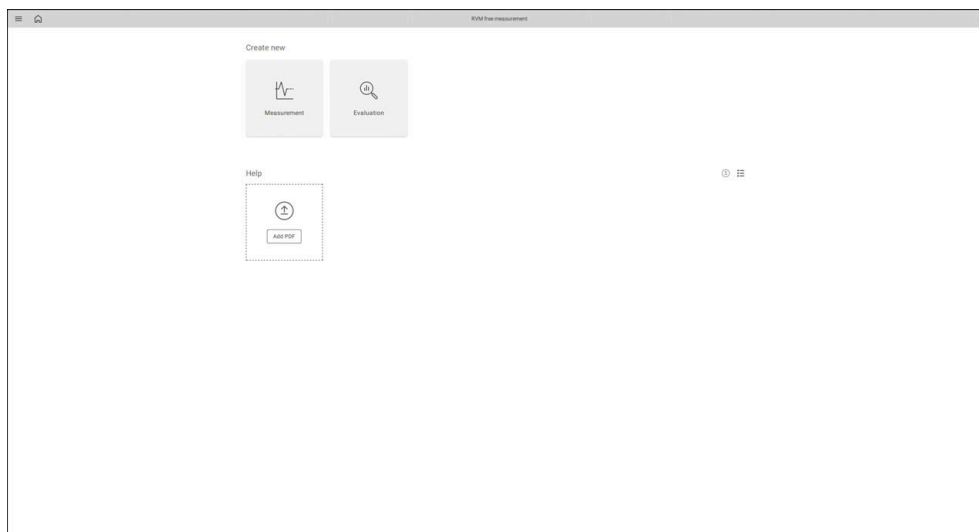 RVM free measurement
Create new
Measurement
Evaluation
Help
Add PDF